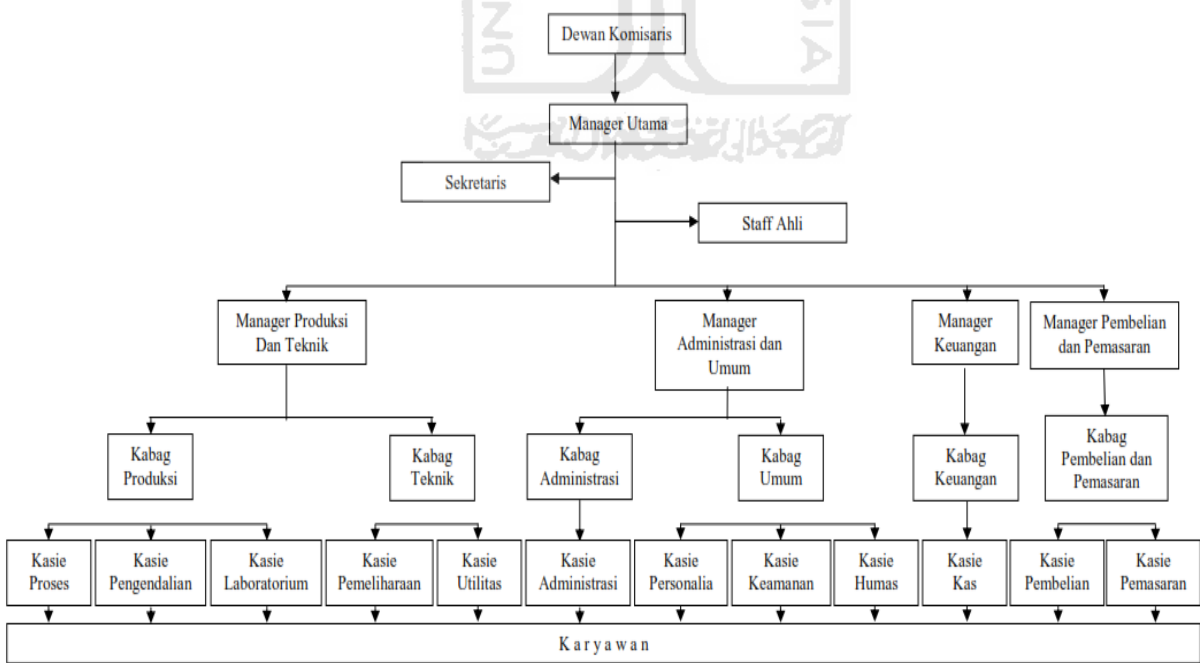 Dewan Komisaris
Manager Utama
Sekretaris
Staff Ahli
Manager Produksi
Dan Teknik
Manager
Administrasi dan
Umum
Manager
Keuangan
Manager Pembelian
dan Pemasaran
Kabag
Produksi
Kabag
Teknik
Kabag
Administrasi
Kabag
Umum
Kabag
Keuangan
Kabag
Pembelian dan
Pemasaran
Kasie
Proses
Kasie
Pengendalian
Kasie
Laboratorium
Kasie
Pemeliharaan
Kasie
Utilitas
Kasie
Administrasi
Kasie
Personalia
Kasie
Keamanan
Kasie
Humas
Kasie
Kas
Kasie
Pembelian
Kasie
Pemasaran
K a r y a w a n